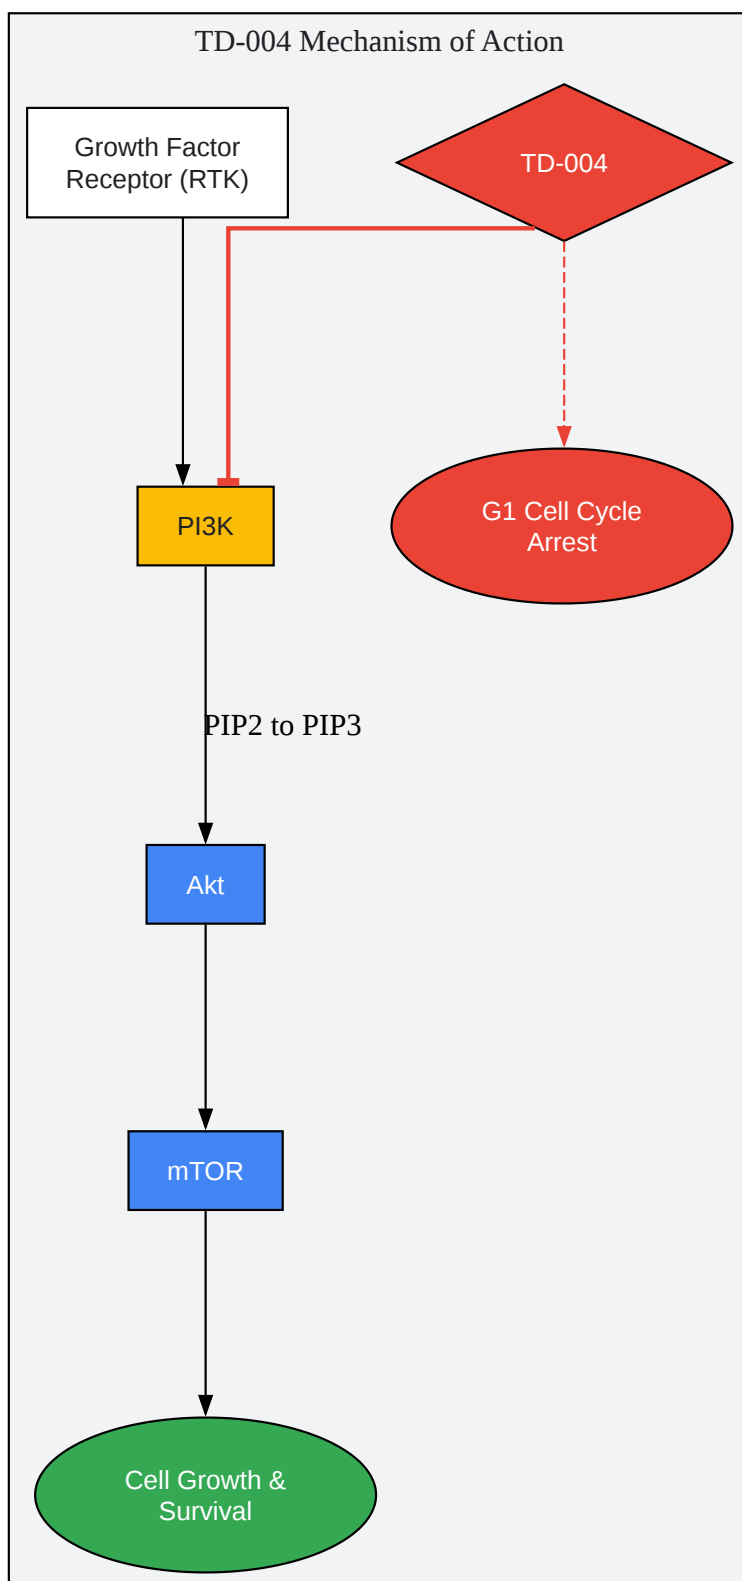 TD-004 Mechanism of Action
Growth Factor
Receptor (RTK)
TD-004
PI3K
G1 Cell Cycle
Arrest
PIP2 to PIP3
Akt
mTOR
Cell Growth &
Survival